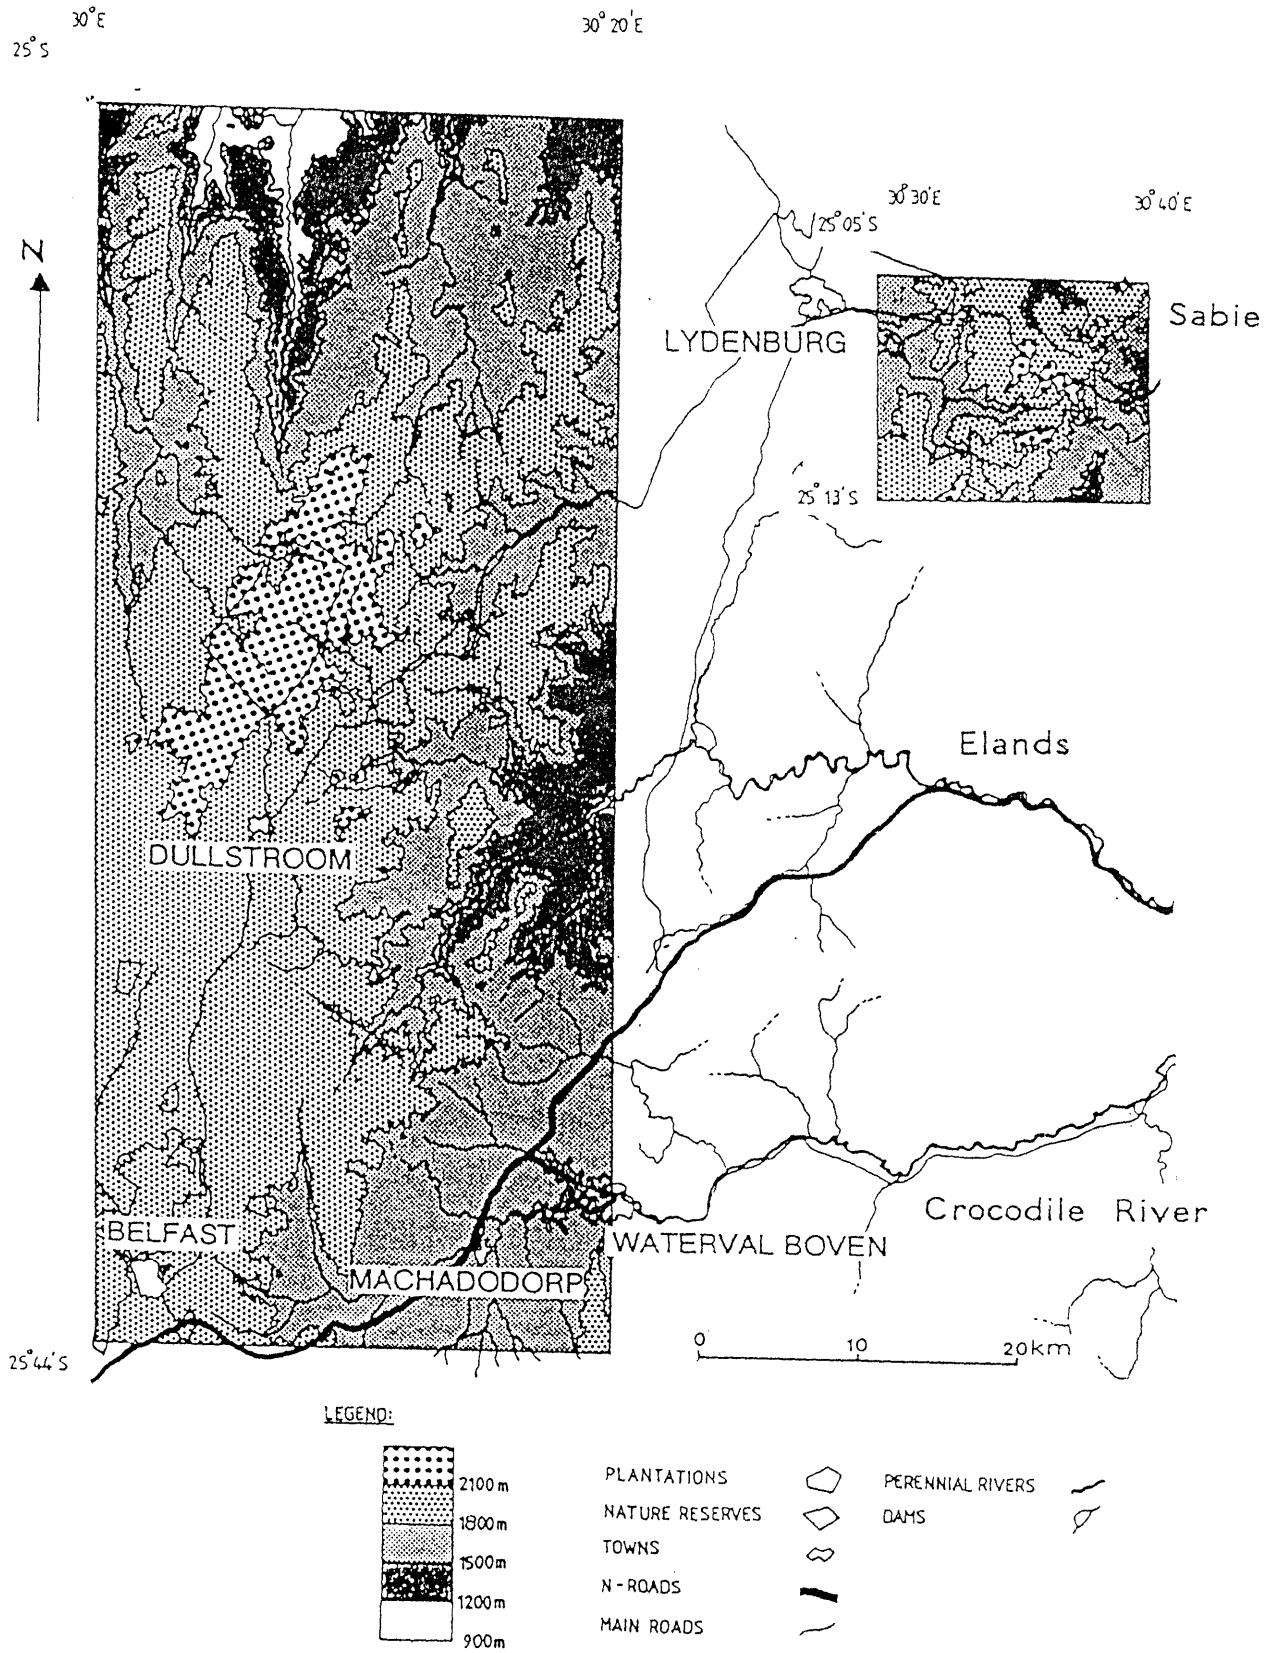 30°E
30°20'E
25°S
30°30'E
30°40'E
25°05'S
N
Sabie
LYDENBURG
25°13'S
Elands
DULLSTROOM
Crocodile River
BELFAST
WATERVAL BOVEN
MACHADODORP
0 10 20km
25°44'S
LEGEND:
2100m
1800m
1500m
1200m
900m
PLANTATIONS
NATURE RESERVES
TOWNS
N-ROADS
MAIN ROADS
PERENNIAL RIVERS
DAMS